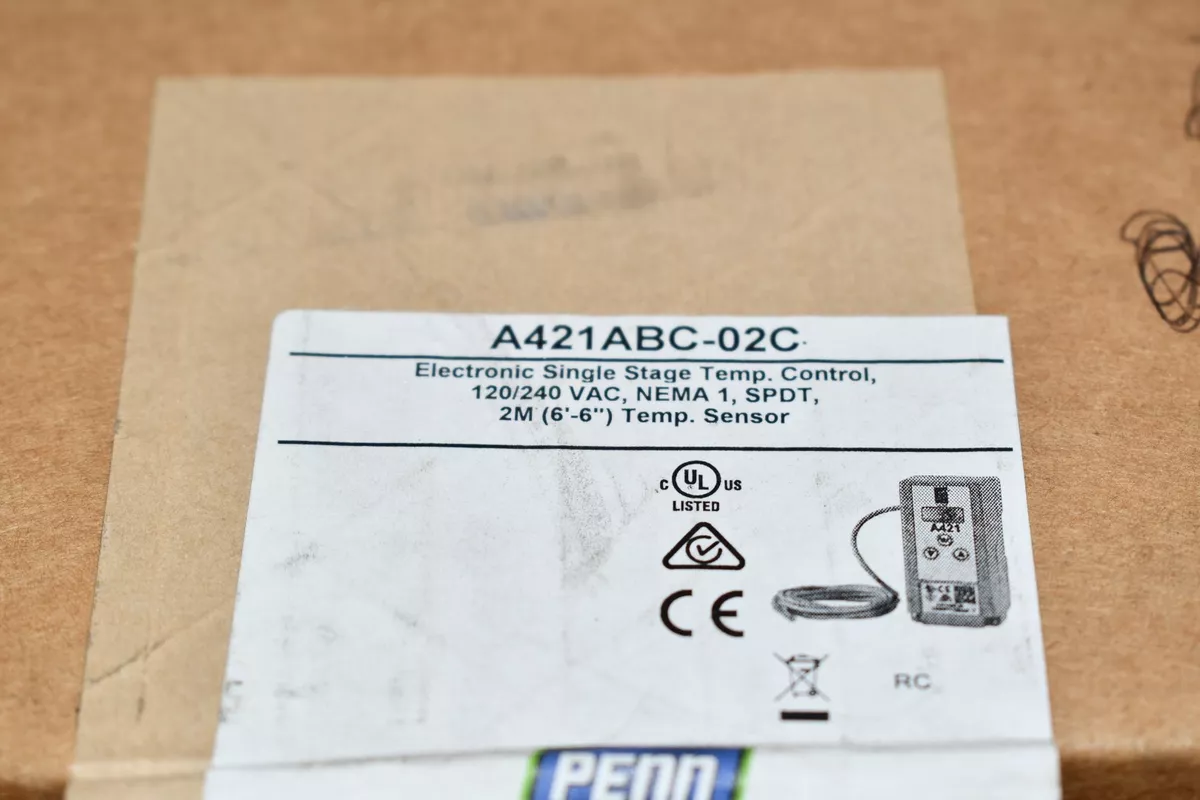 A421ABC-02C
Electronic Single Stage Temp. Control,
120/240 VAC, NEMA 1, SPDT,
2M (6'-6") Temp. Sensor
C UL US
LISTED
A421
CE
RC
PENN